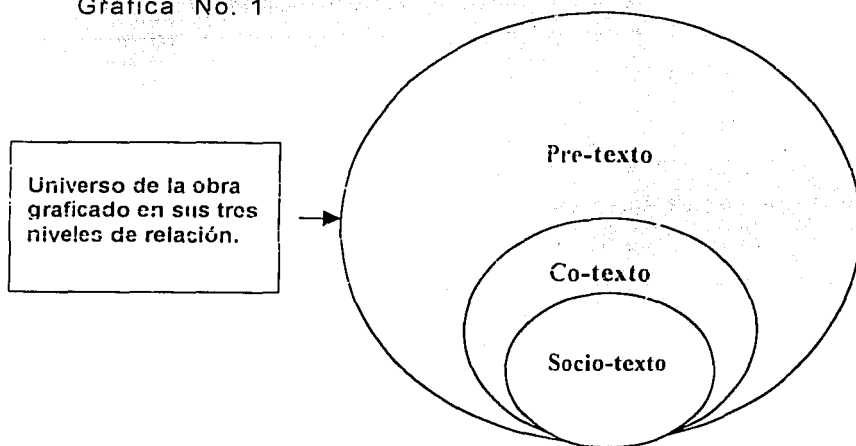 Gráfica No. 1
Universo de la obra
graficado en sus tres
niveles de relación.
Pre-texto
Co-texto
Socio-texto